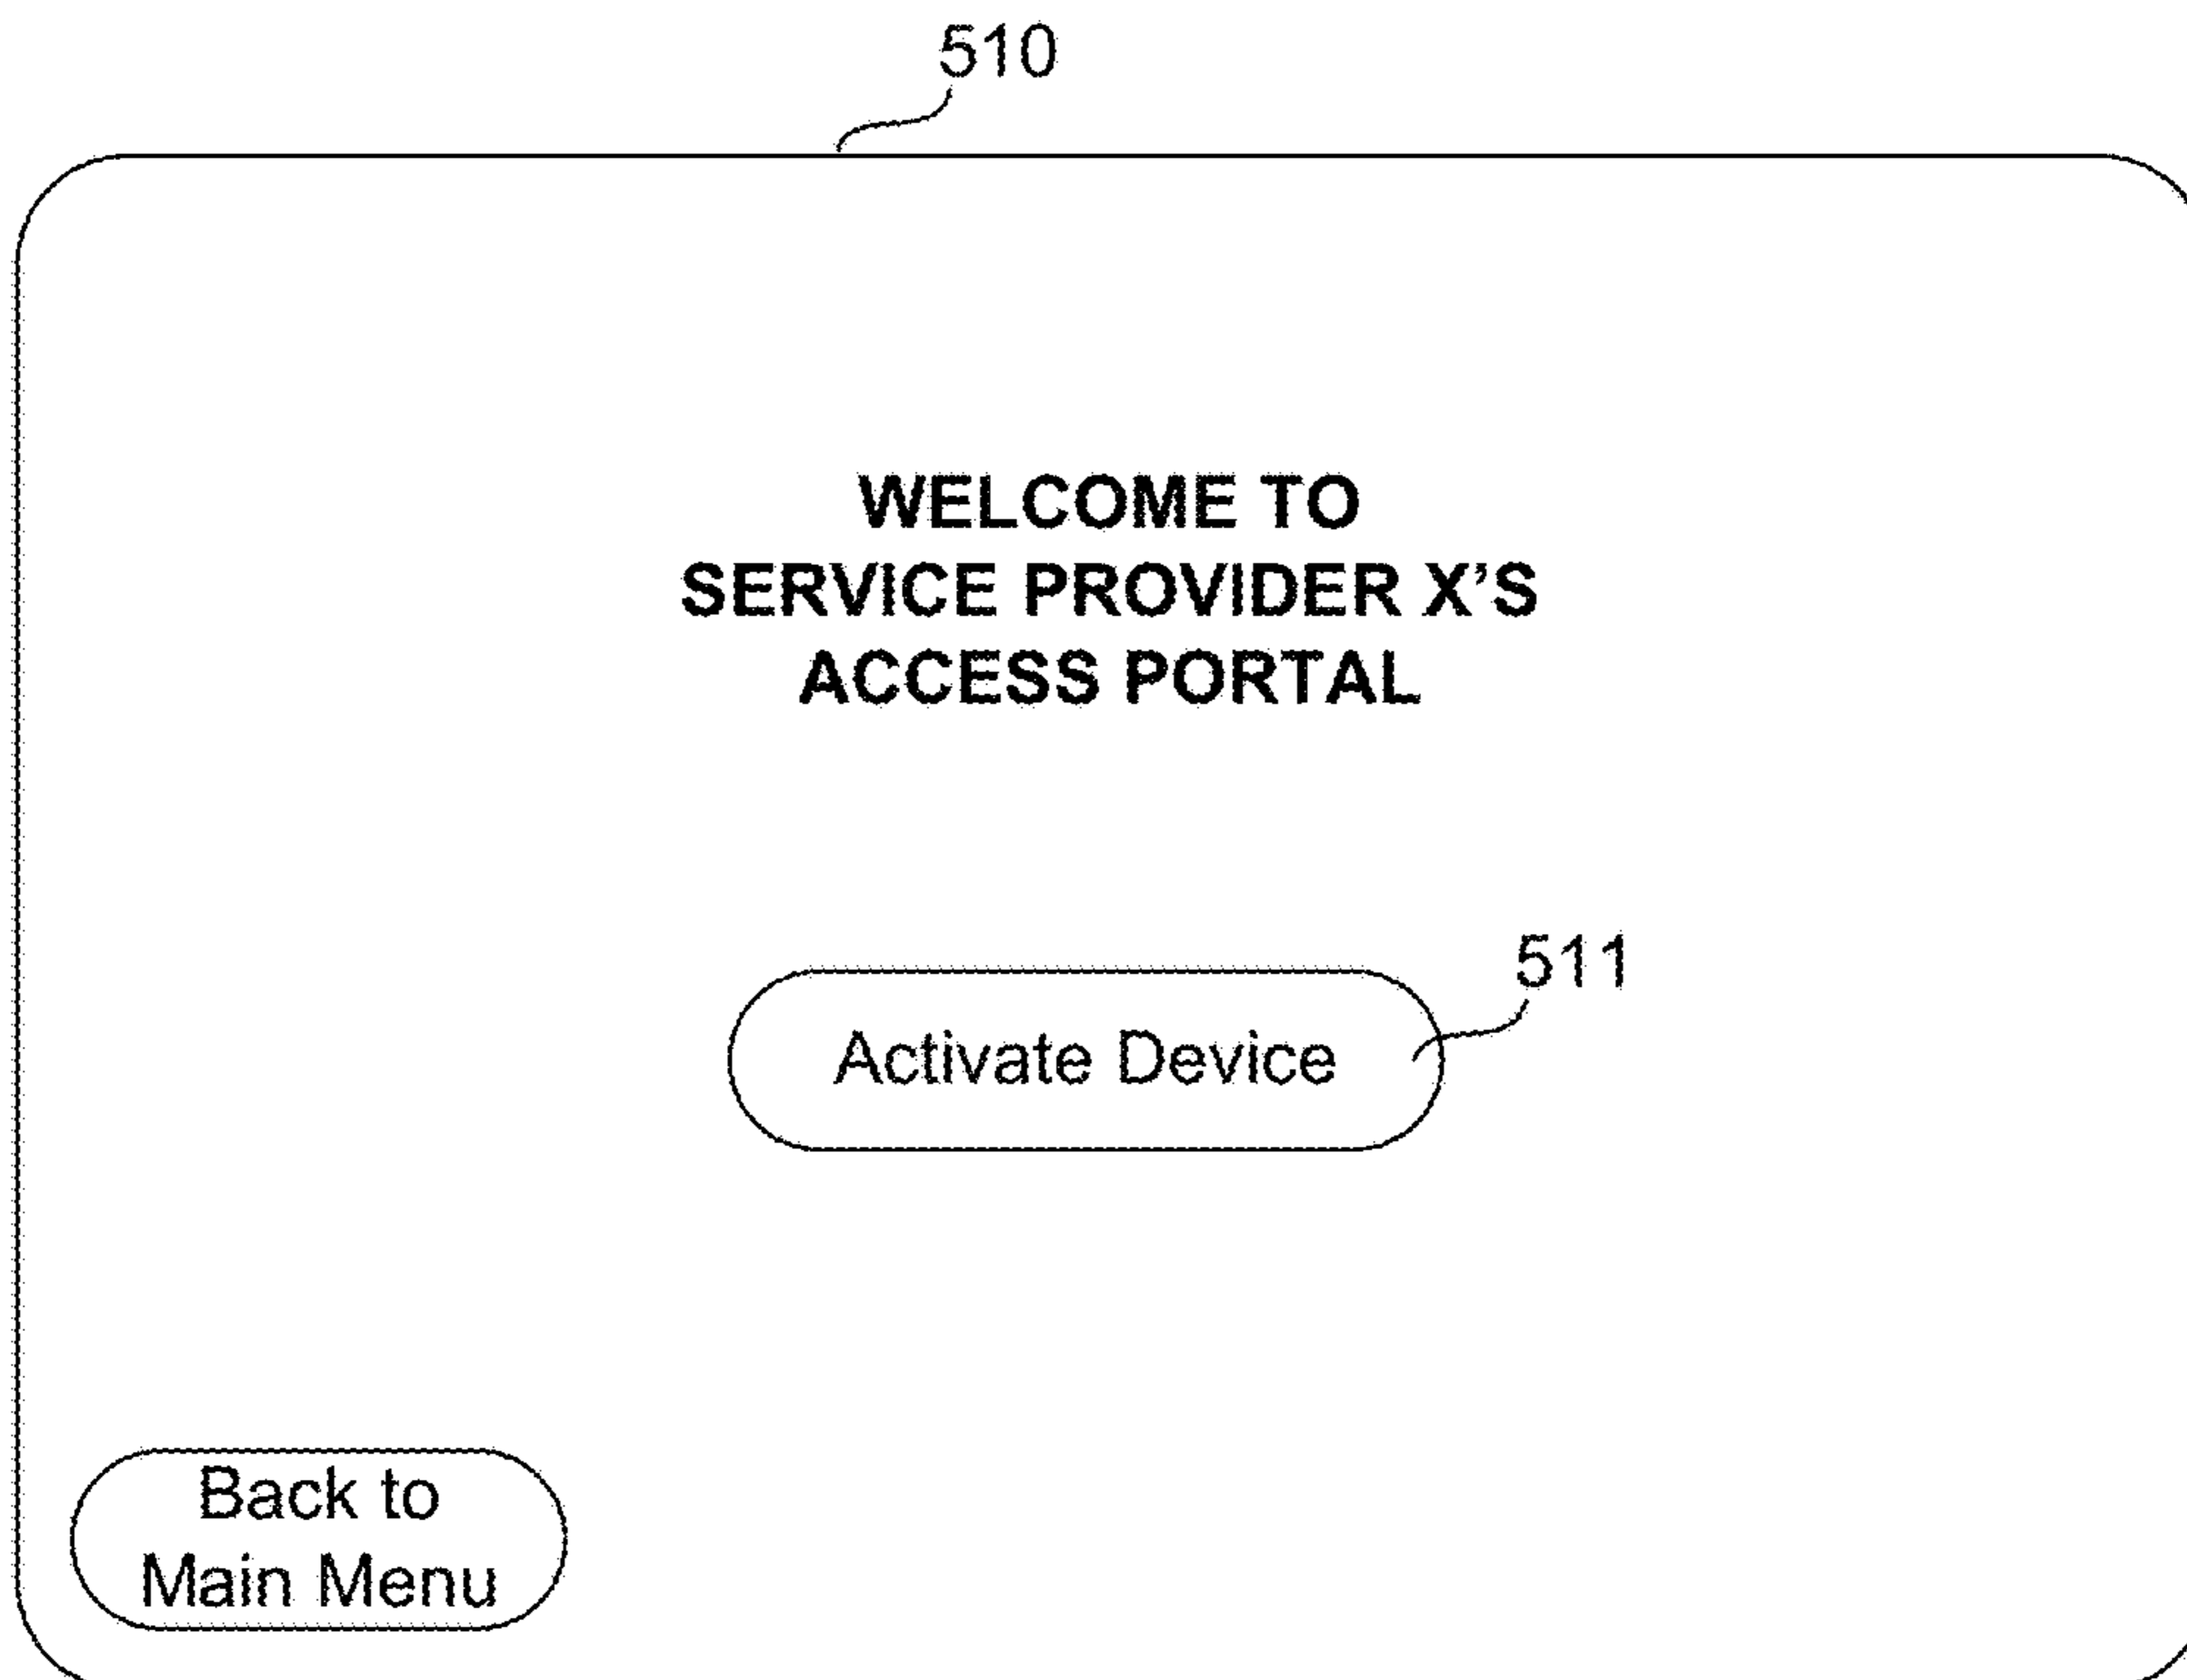 510
WELCOME TO
SERVICE PROVIDER X’S
ACCESS PORTAL
511
Activate Device
Back to
Main Menu